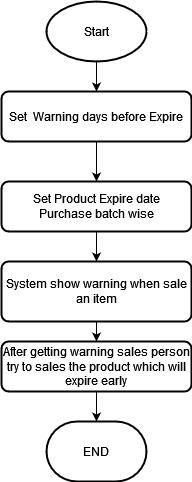 Start
Set Warning days before Expire
Set Product Expire date
Purchase batch wise
System show warning when sale
an item
After getting warning sales person
try to sales the product which will
expire early
END